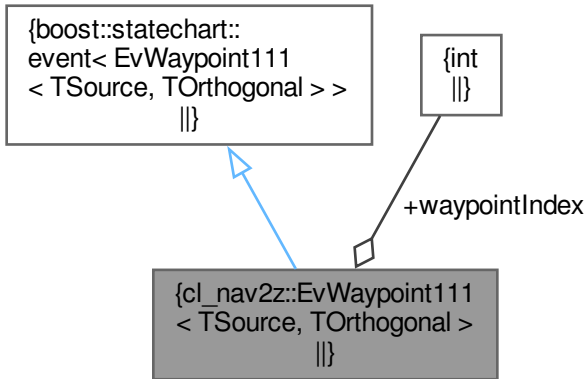 {boost::statechart::
event< EvWaypoint111
< TSource, TOrthogonal > >
||}
{int
||}
+waypointIndex
{cl_nav2z::EvWaypoint111
< TSource, TOrthogonal >
||}